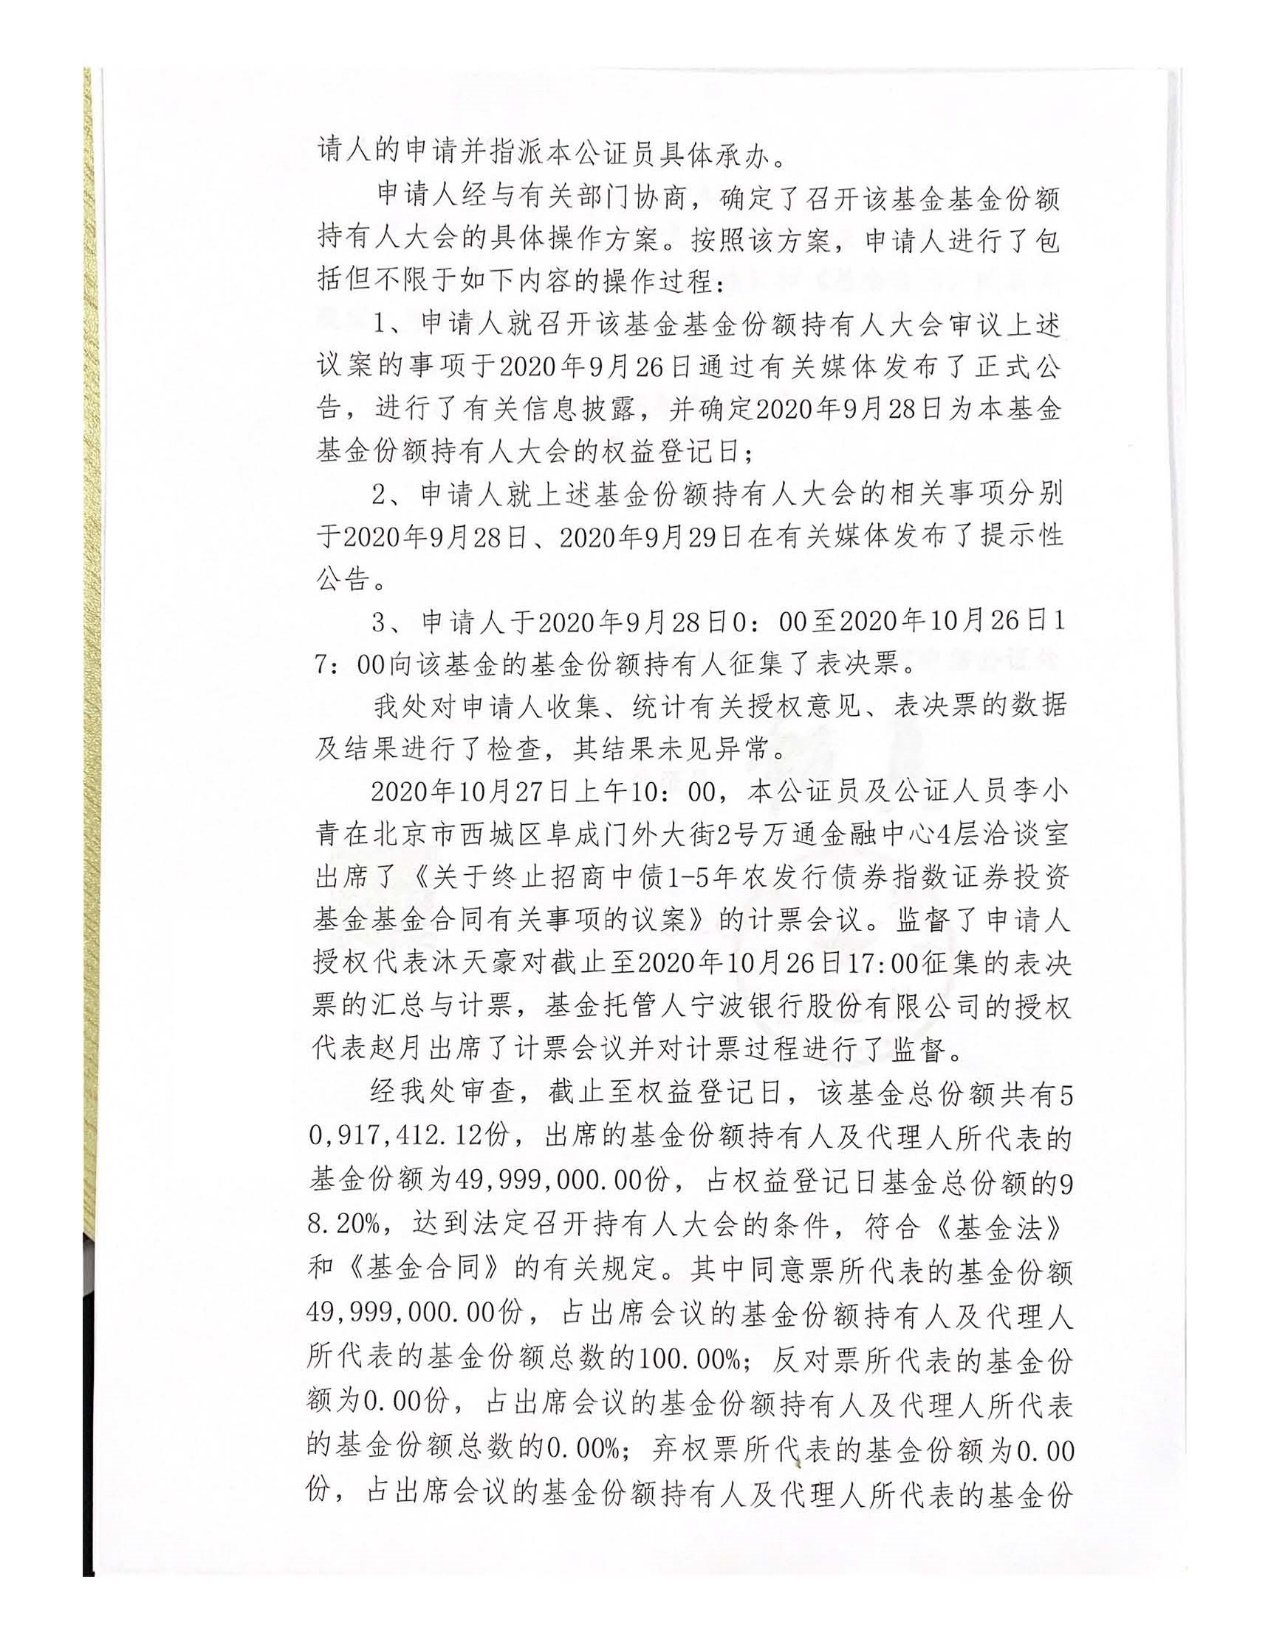 请人的申请并指派本公证员具体承办。
申请人经与有关部门协商，确定了召开该基金基金份额
持有人大会的具体操作方案。按照该方案，申请人进行了包
括但不限于如下内容的操作过程：
1、申请人就召开该基金基金份额持有人大会审议上述
议案的事项于2020年9月26日通过有关媒体发布了正式公
告，进行了有关信息披露，并确定2020年9月28日为本基金
基金份额持有人大会的权益登记日；
2、申请人就上述基金份额持有人大会的相关事项分别
于2020年9月28日、2020年9月29日在有关媒体发布了提示性
公告。
3、申请人于2020年9月28日0：00至2020年10月26日1
7：00向该基金的基金份额持有人征集了表决票。
我处对申请人收集、统计有关授权意见、表决票的数据
及结果进行了检查，其结果未见异常。
2020年10月27日上午10：00，本公证员及公证人员李小
青在北京市西城区阜成门外大街2号万通金融中心4层洽谈室
出席了《关于终止招商中债1-5年农发行债券指数证券投资
基金基金合同有关事项的议案》的计票会议。监督了申请人
授权代表沐天豪对截止至2020年10月26日17:00征集的表决
票的汇总与计票，基金托管人宁波银行股份有限公司的授权
代表赵月出席了计票会议并对计票过程进行了监督。
经我处审查，截止至权益登记日，该基金总份额共有5
0,917,412.12份，出席的基金份额持有人及代理人所代表的
基金份额为49,999,000.00份，占权益登记日基金总份额的9
8.20%，达到法定召开持有人大会的条件，符合《基金法》
和《基金合同》的有关规定。其中同意票所代表的基金份额
49,999,000.00份，占出席会议的基金份额持有人及代理人
所代表的基金份额总数的100.00%；反对票所代表的基金份
额为0.00份，占出席会议的基金份额持有人及代理人所代表
的基金份额总数的0.00%；弃权票所代表的基金份额为0.00
份，占出席会议的基金份额持有人及代理人所代表的基金份